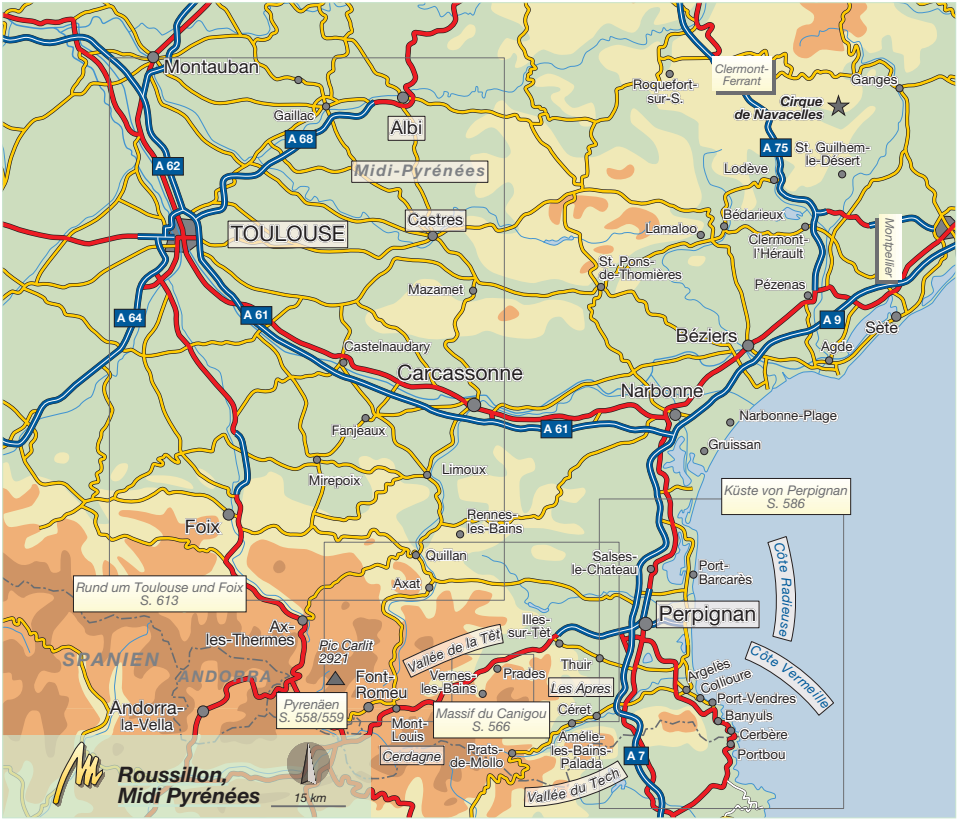 Montauban
Gaillac
A 68
Albi
A 62
Midi-Pyrénées
Roquefort-
sur-S.
Clermont-
Ferrant
Ganges
Cirque
de Navacelles
A 75
St. Guilhem-
le-Désert
Lodève
TOULOUSE
Castres
Lamaloo
Bédarieux
Clermont-
l'Hérault
Montpellier
St. Pons-
de-Thomières
Mazamet
Pézenas
A 64
A 61
A 9
Sète
Béziers
Agde
Castelnaudary
Carcassonne
Narbonne
Narbonne-Plage
Fanjeaux
A 61
Gruissan
Mirepoix
Limoux
Küste von Perpignan
S. 586
Foix
Rennes-
les-Bains
Quillan
Salses-
le-Chateau
Port-
Barcarès
Côte Radieuse
Rund um Toulouse und Foix
S. 613
Axat
Illes-
sur-Tèt
Perpignan
Ax-
les-Thermes
Pic Carlit
2921
Vallée de la Têt
SPANIEN
ANDORRA
Font-
Romeu
Vernes-
les-Bains
Prades
Thuir
Les Apres
Argelès
Collioure
Côte Vermeille
Port-Vendres
Andorra-
la-Vella
Pyrenäen
S. 558/559
Mont-
Louis
Massif du Canigou
S. 566
Céret
Banyuls
Cerbère
Portbou
Cerdagne
Prats-
de-Mollo
Amélie-
les-Bains-
Palada
A 7
Vallée du Tech
Roussillon,
Midi Pyrénées
15 km